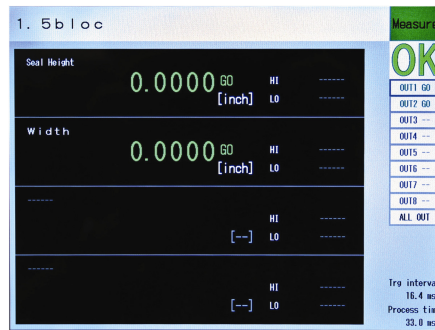 1. 5bloc
Measure
OK
Seal Height
0.0000 GO HI ------
[inch] LO ------
Width
0.0000 GO HI ------
[inch] LO ------
------
HI ------
[--] LO ------
------
HI ------
[--] LO ------
OUT1 GO
OUT2 GO
OUT3 --
OUT4 --
OUT5 --
OUT6 --
OUT7 --
OUT8 --
ALL OUT
Trg interva
16.4 ms
Process tim
33.0 ms